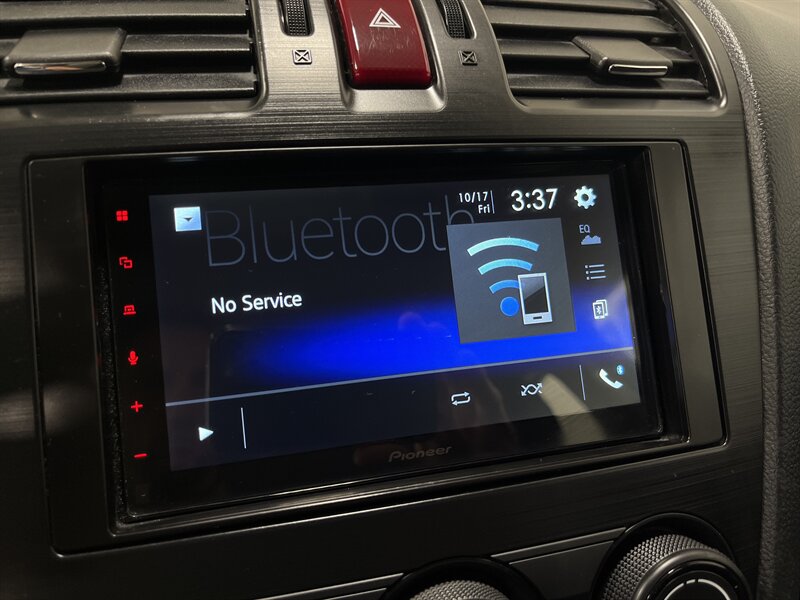 Bluetooth
10/17
Fri
3:37
EQ
No Service
Pioneer